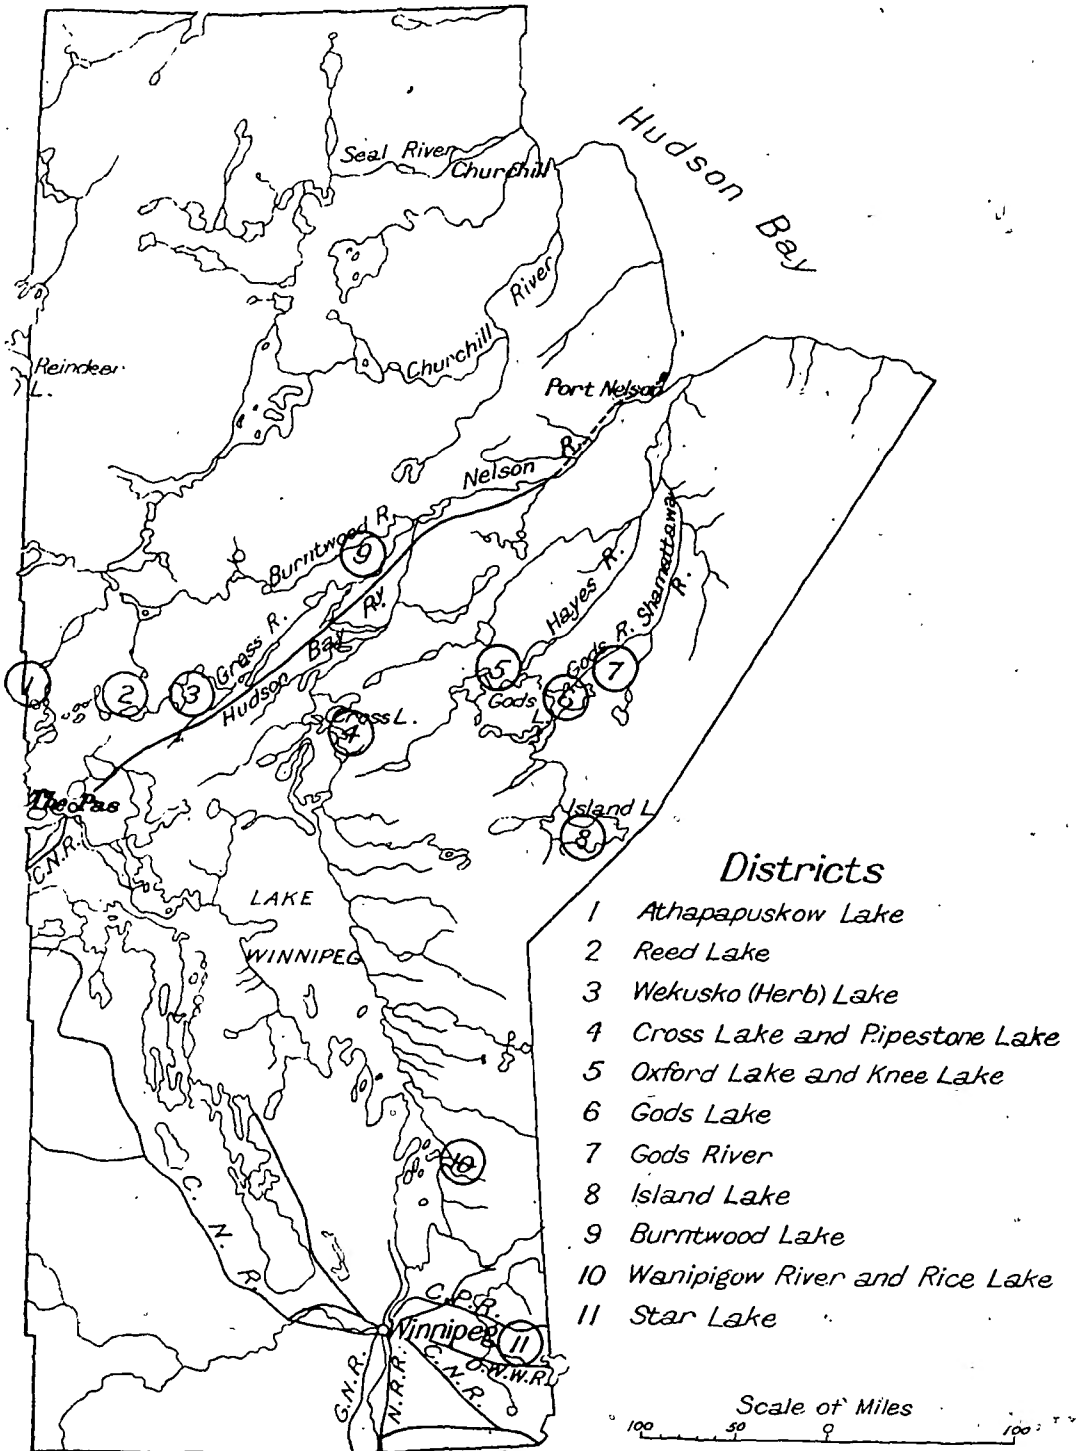 Hudson Bay
Seal River
Churchill
River
Churchill
Reindeer
L.
Port Nelson
Nelson R.
Burntwood R.
9
Grass R.
Hudson Bay Ry.
Hayes R.
Shamattawa R.
Gods R.
1
2
3
5
7
Gods
L.
6
Cross L.
4
The Pas
C.N.R.
Island L.
8
LAKE
WINNIPEG
10
C. N. R.
C.P.R.
Winnipeg
11
G.W.W.R.
C.N.R.
G.N.R.
N.R.R.
Districts
1 Athapapuskow Lake
2 Reed Lake
3 Wekusko (Herb) Lake
4 Cross Lake and Pipestone Lake
5 Oxford Lake and Knee Lake
6 Gods Lake
7 Gods River
8 Island Lake
9 Burntwood Lake
10 Wanipigow River and Rice Lake
11 Star Lake
Scale of Miles
100 50 0 100